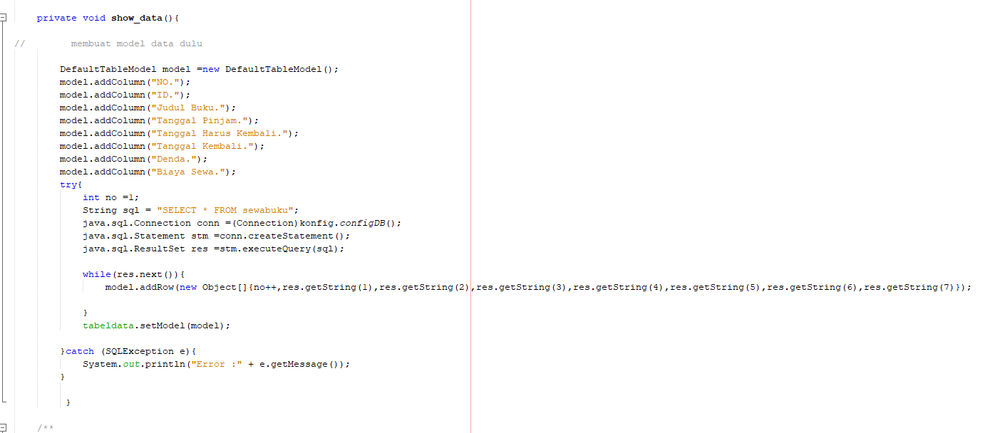 private void show_data(){
// membuat model data dulu
DefaultTableModel model =new DefaultTableModel();
model.addColumn("NO.");
model.addColumn("ID.");
model.addColumn("Judul Buku.");
model.addColumn("Tanggal Pinjam.");
model.addColumn("Tanggal Harus Kembali.");
model.addColumn("Tanggal Kembali.");
model.addColumn("Denda.");
model.addColumn("Biaya Sewa.");
try{
int no =1;
String sql = "SELECT * FROM sewabuku";
java.sql.Connection conn =(Connection)konfig.configDB();
java.sql.Statement stm =conn.createStatement();
java.sql.ResultSet res =stm.executeQuery(sql);
while(res.next()){
model.addRow(new Object[]{no++,res.getString(1),res.getString(2),res.getString(3),res.getString(4),res.getString(5),res.getString(6),res.getString(7)});
}
tabeldata.setModel(model);
}catch (SQLException e){
System.out.println("Error :" + e.getMessage());
}
}
/**